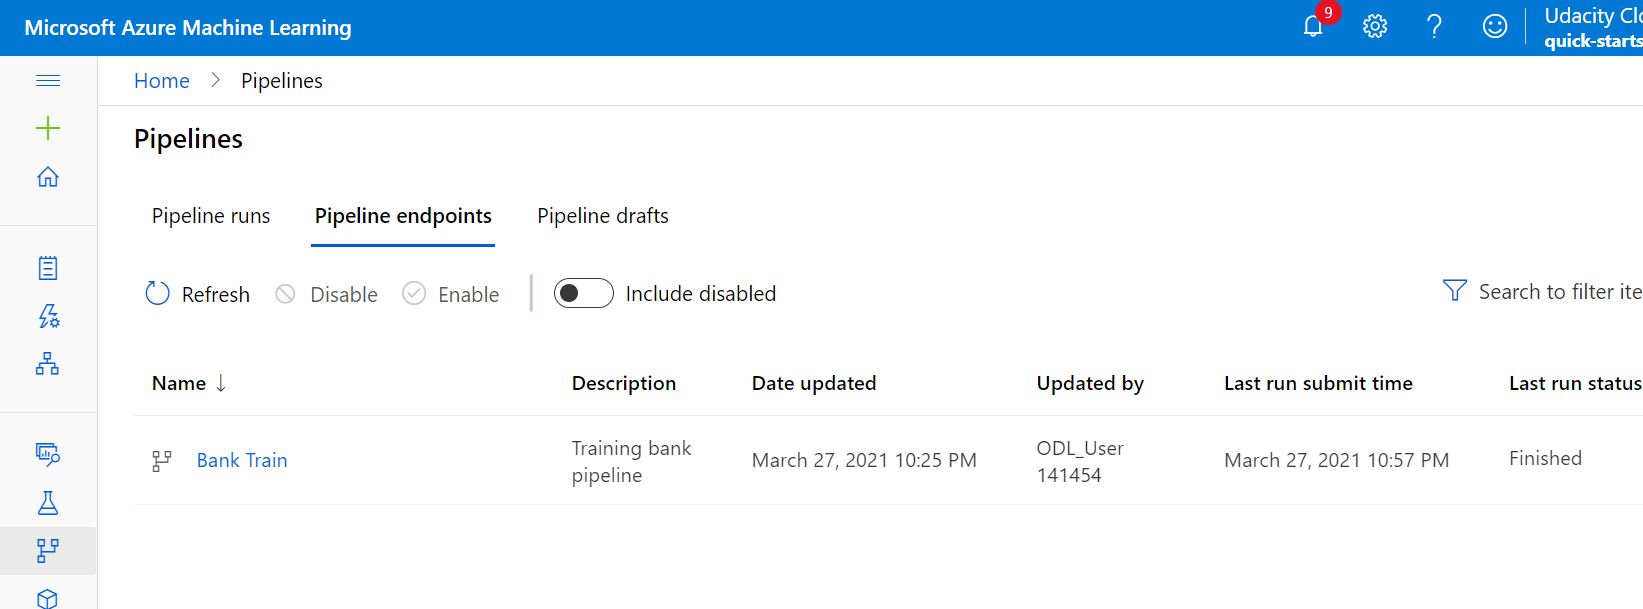 Microsoft Azure Machine Learning
9
Udacity Clo
quick-starts
Home > Pipelines
Pipelines
Pipeline runs Pipeline endpoints Pipeline drafts
Refresh Disable Enable Include disabled Search to filter ite
Name ↓ Description Date updated Updated by Last run submit time Last run status
Bank Train Training bank pipeline March 27, 2021 10:25 PM ODL_User 141454 March 27, 2021 10:57 PM Finished